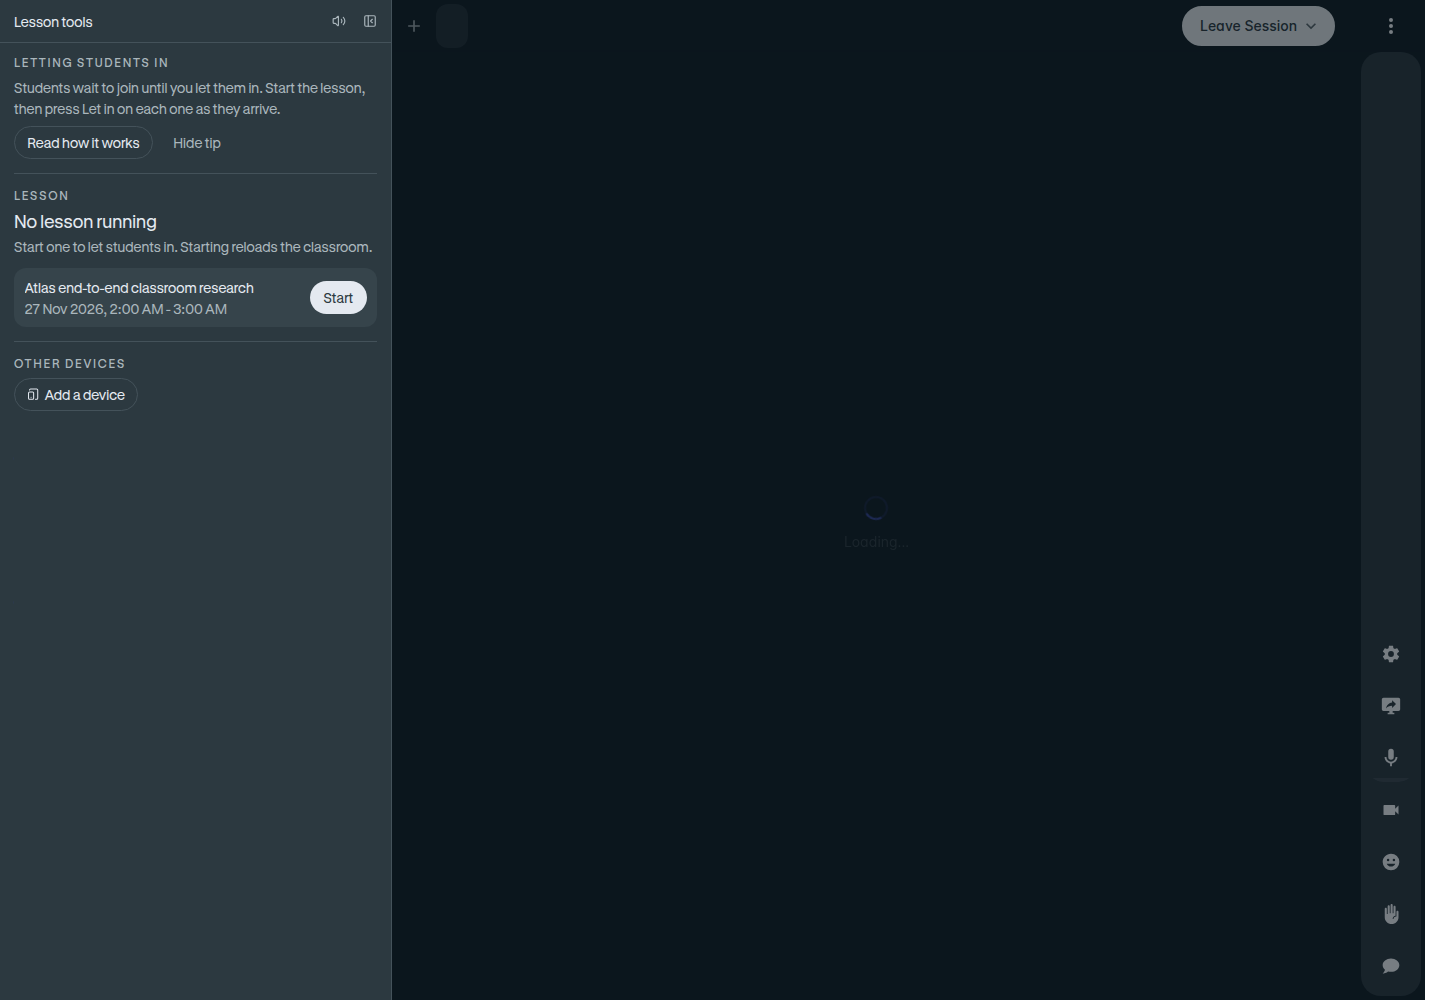 Lesson tools
Leave Session
LETTING STUDENTS IN
Students wait to join until you let them in. Start the lesson,
then press Let in on each one as they arrive.
Read how it works
Hide tip
LESSON
No lesson running
Start one to let students in. Starting reloads the classroom.
Atlas end-to-end classroom research
27 Nov 2026, 2:00 AM - 3:00 AM
Start
OTHER DEVICES
Add a device
Loading...